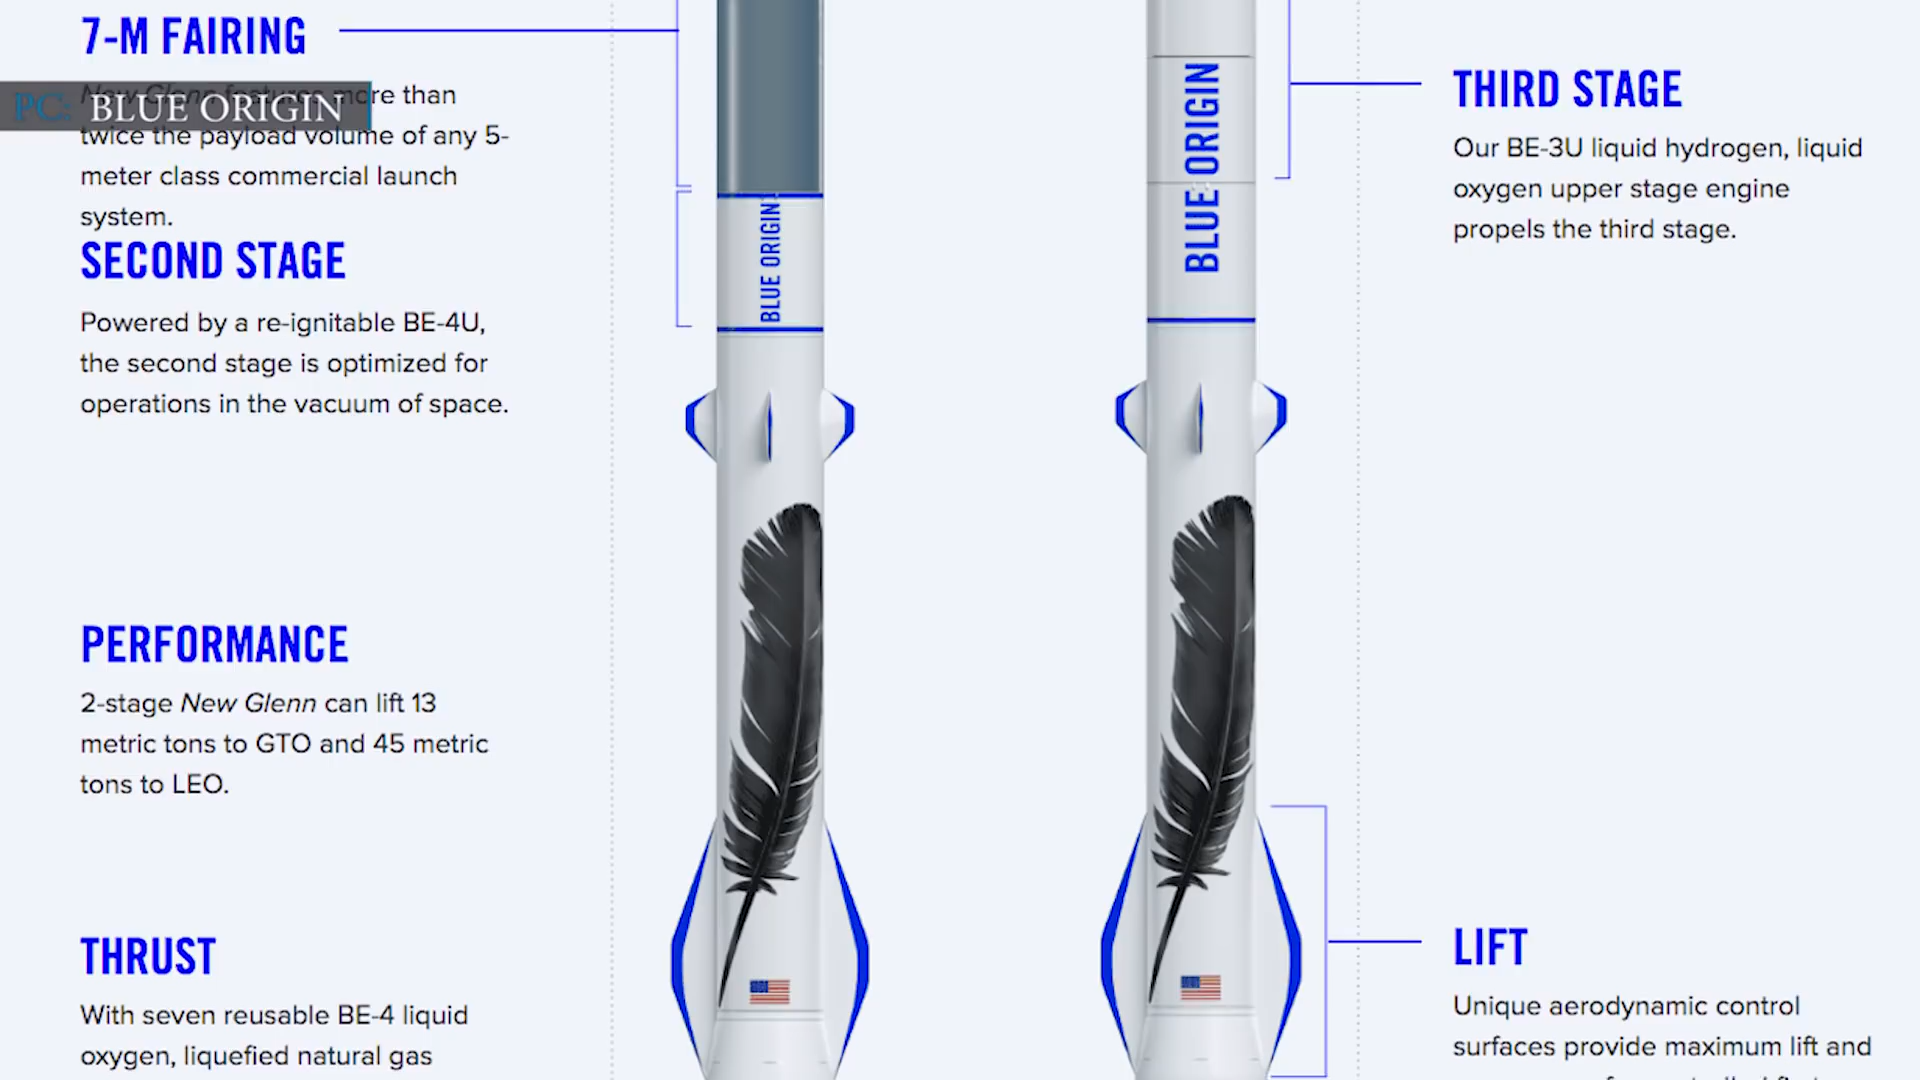 7-M FAIRING
New Glenn features more than
PC
BLUE ORIGIN
twice the payload volume of any 5-
meter class commercial launch
system.
SECOND STAGE
Powered by a re-ignitable BE-4U,
the second stage is optimized for
operations in the vacuum of space.
PERFORMANCE
2-stage New Glenn can lift 13
metric tons to GTO and 45 metric
tons to LEO.
THRUST
With seven reusable BE-4 liquid
oxygen, liquefied natural gas
BLUE ORIGIN
BLUE ORIGIN
THIRD STAGE
Our BE-3U liquid hydrogen, liquid
oxygen upper stage engine
propels the third stage.
LIFT
Unique aerodynamic control
surfaces provide maximum lift and